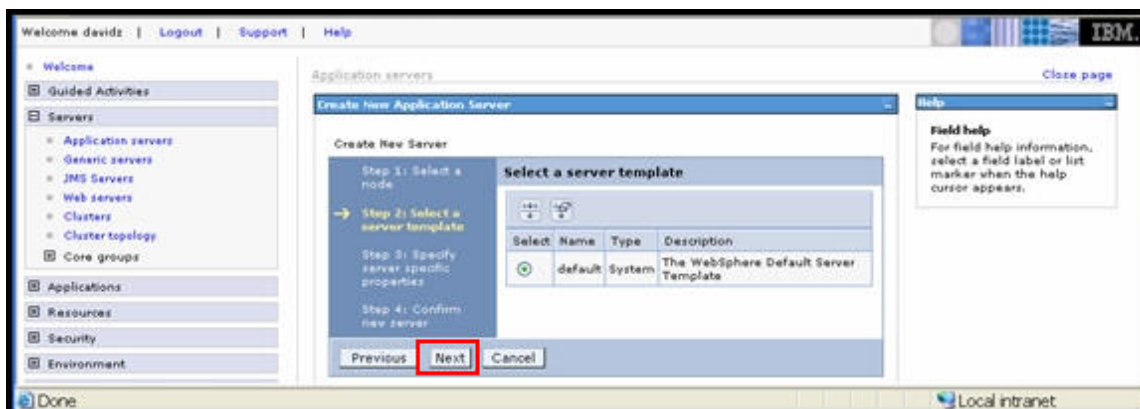 Welcome davidz | Logout | Support | Help
IBM.
Welcome
Guided Activities
Servers
Application servers
Generic servers
JMS Servers
Web servers
Clusters
Cluster topology
Core groups
Applications
Resources
Security
Environment
Application servers
Close page
Create New Application Server
Create New Server
Step 1: Select a
node
Step 2: Select a
server template
Step 3: Specify
server specific
properties
Step 4: Confirm
new server
Select a server template
Select Name Type Description
default System The WebSphere Default Server
Template
Previous Next Cancel
Help
Field help
For field help information,
select a field label or list
marker when the help
cursor appears.
Done
Local intranet